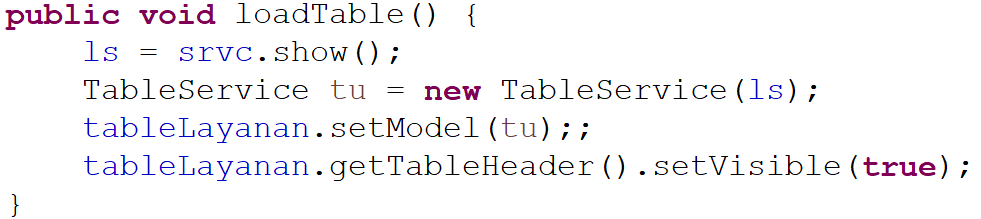 public void loadTable() {
    ls = srvc.show();
    TableService tu = new TableService(ls);
    tableLayanan.setModel(tu);;
    tableLayanan.getTableHeader().setVisible(true);
}